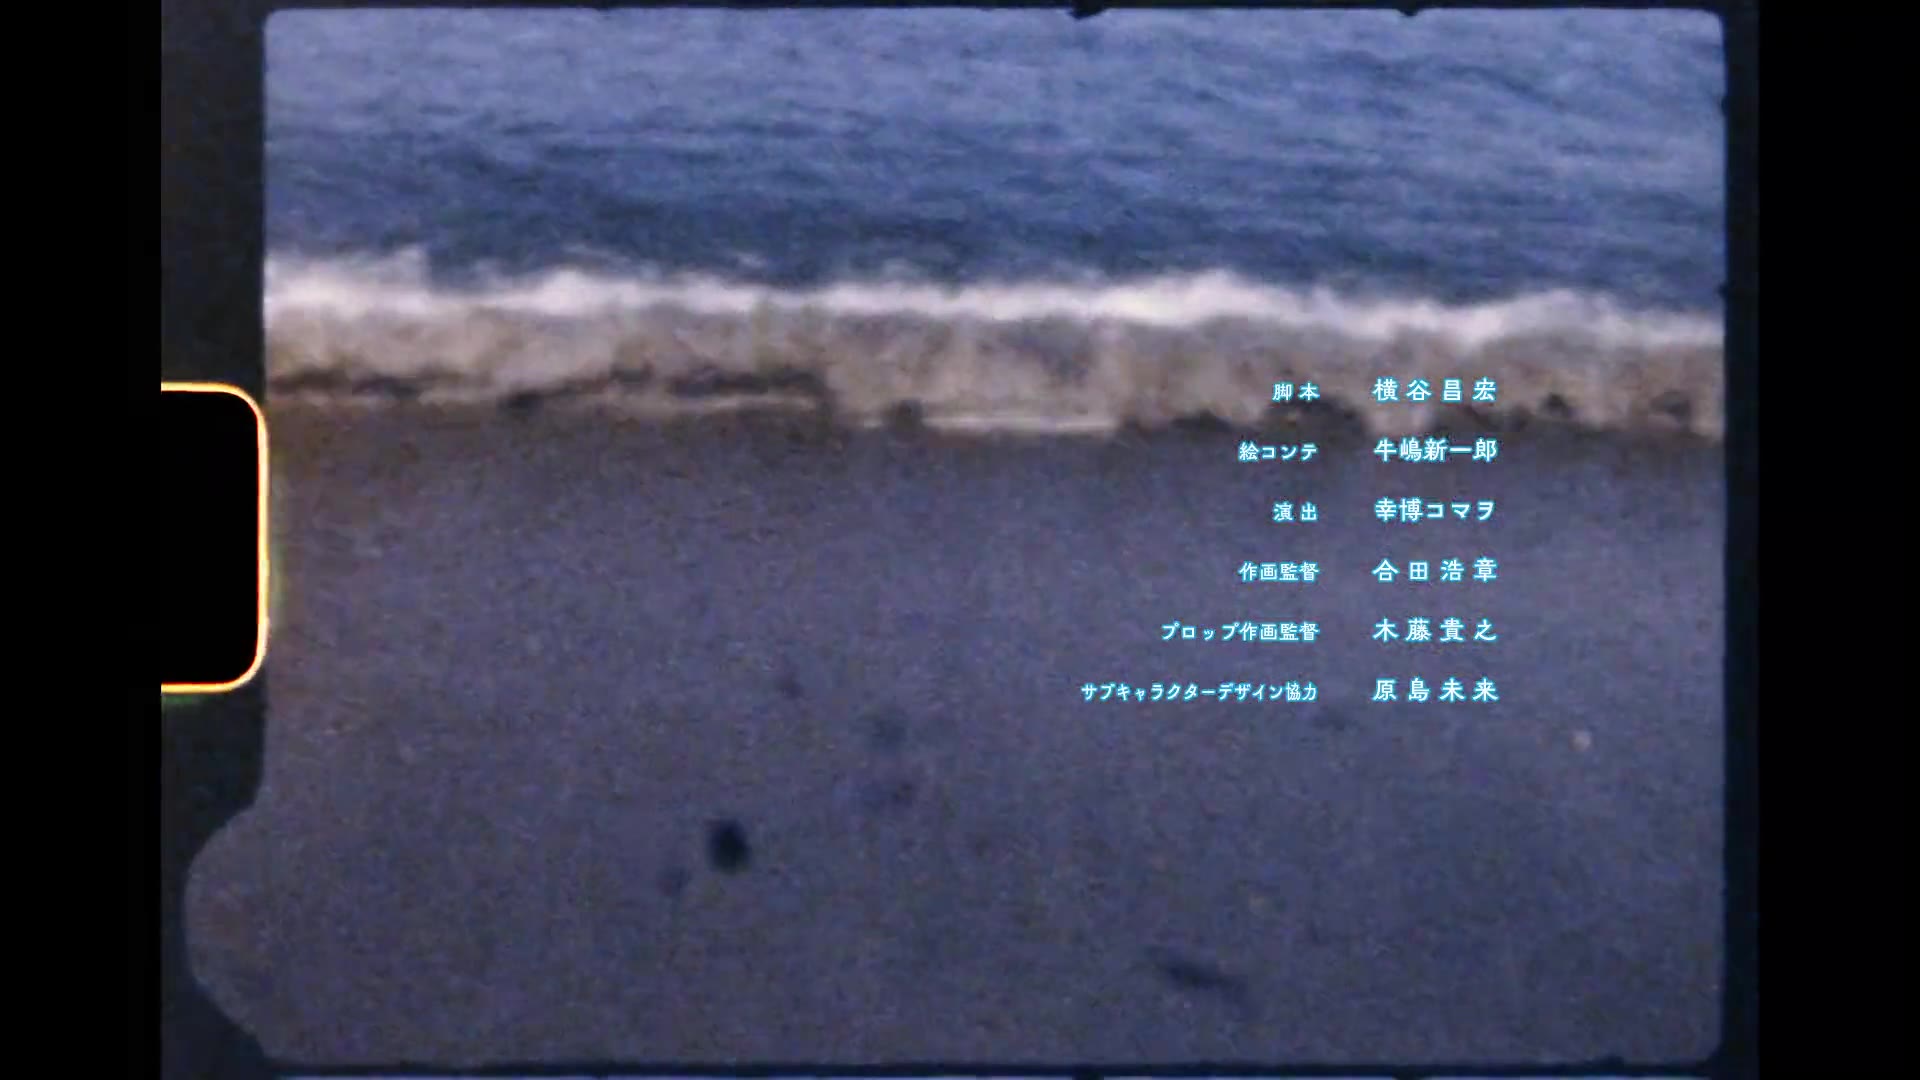 脚本 横谷昌宏
絵コンテ 牛嶋新一郎
演出 幸博コマヲ
作画監督 合田浩章
プロップ作画監督 木藤貴之
サブキャラクターデザイン協力 原島未来